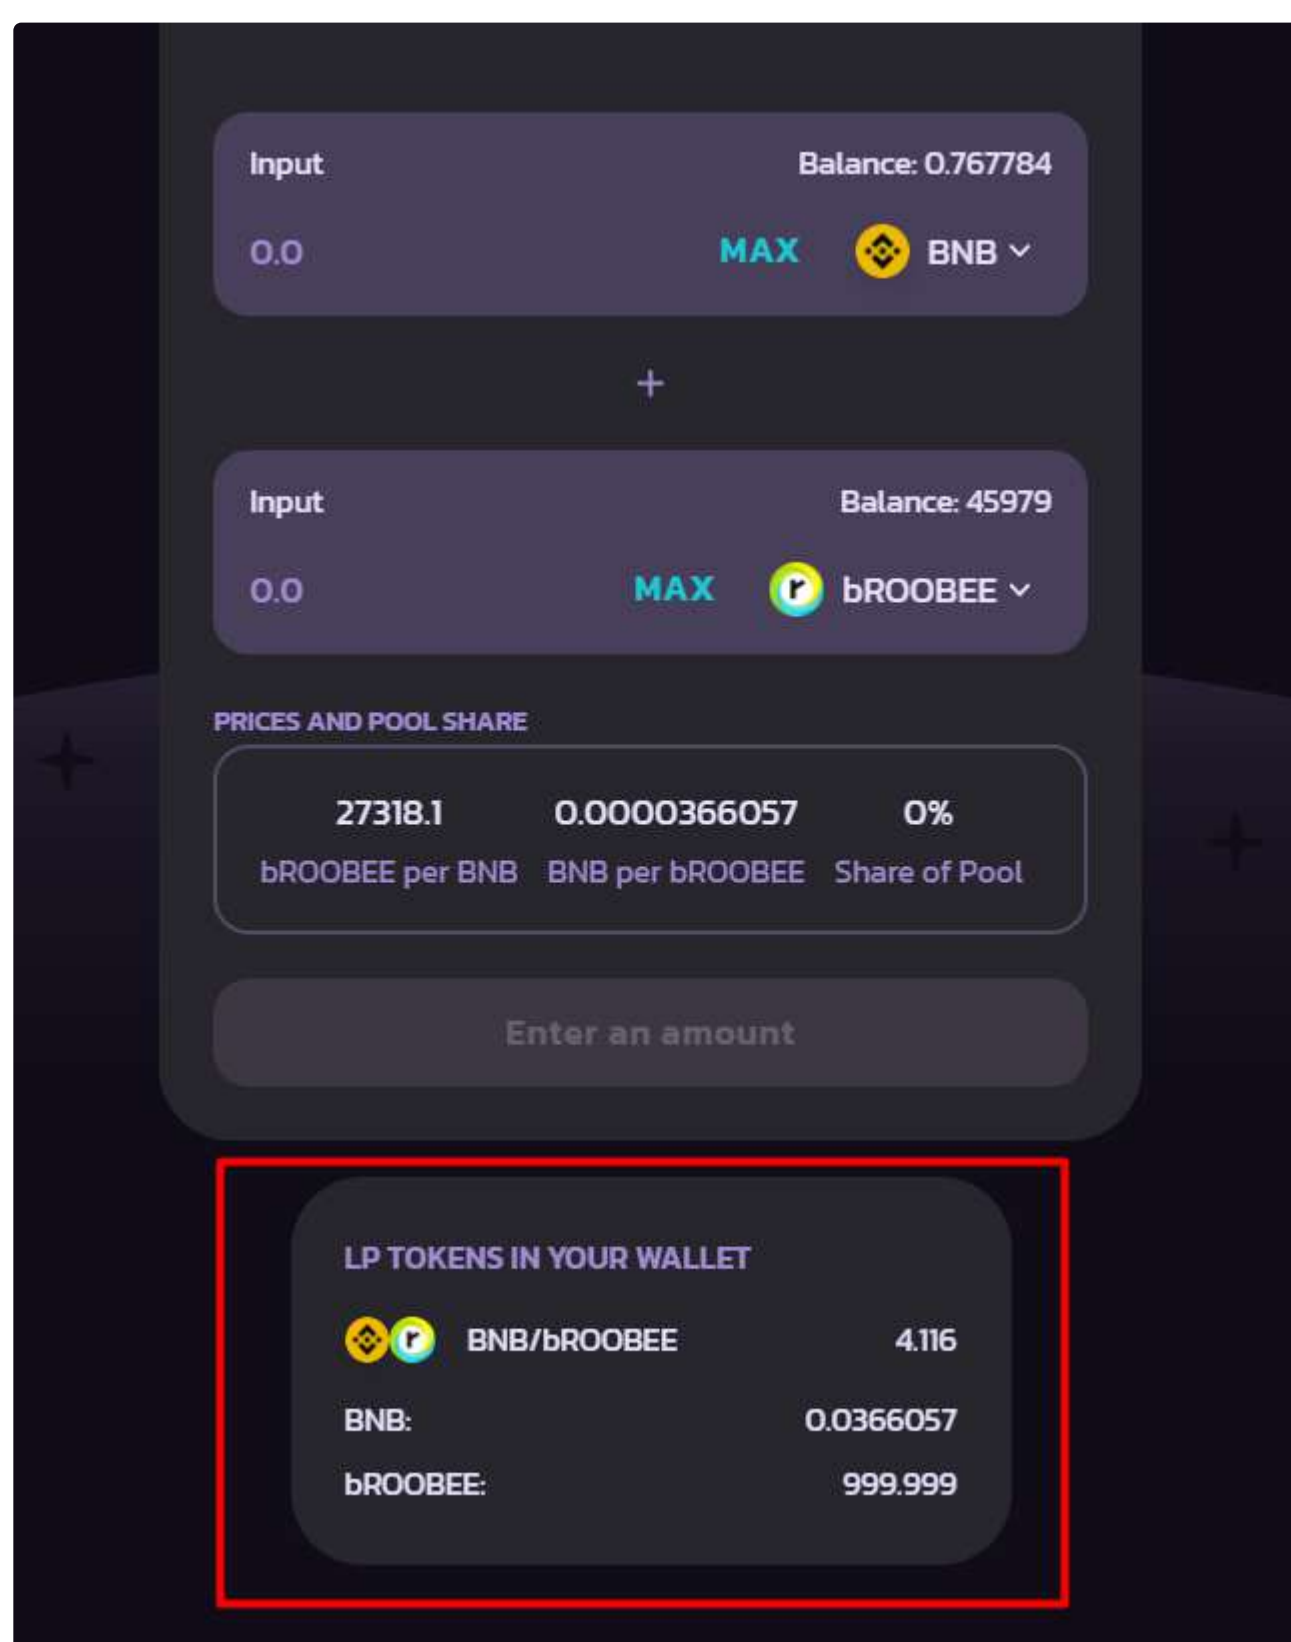 Input Balance: 0.767784
0.0 MAX BNB
+
Input Balance: 45979
0.0 MAX bROOBEE
PRICES AND POOL SHARE
27318.1 0.0000366057 0%
bROOBEE per BNB BNB per bROOBEE Share of Pool
Enter an amount
LP TOKENS IN YOUR WALLET
BNB/bROOBEE 4.116
BNB: 0.0366057
bROOBEE: 999.999